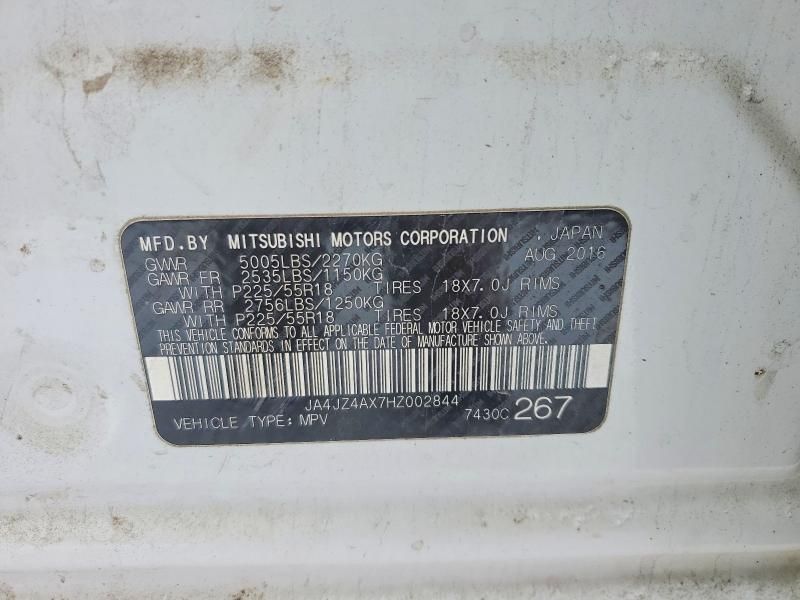 MFD.BY MITSUBISHI MOTORS CORPORATION , JAPAN
GVWR 5005LBS/2270KG AUG.2016
GAWR FR 2535LBS/1150KG
WITH P225/55R18 TIRES 18X7.0J RIMS
GAWR RR 2756LBS/1250KG
WITH P225/55R18 TIRES 18X7.0J RIMS
THIS VEHICLE CONFORMS TO ALL APPLICABLE FEDERAL MOTOR VEHICLE SAFETY AND THEFT
PREVENTION STANDARDS IN EFFECT ON THE DATE OF MANUFACTURE SHOWN ABOVE.
JA4JZ4AX7HZ002844
VEHICLE TYPE: MPV 7430C 267